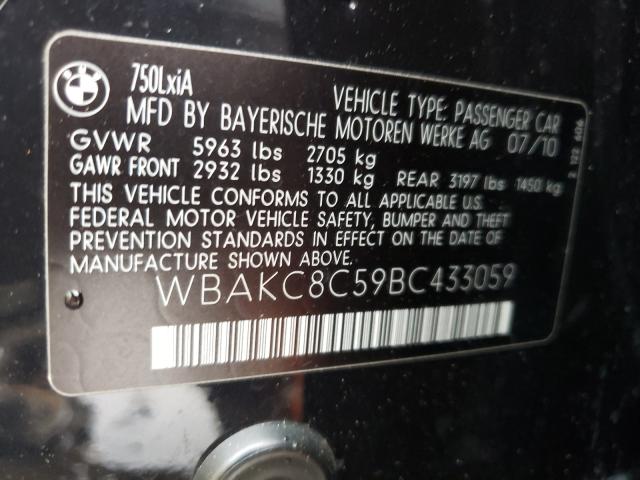 BMW
750LxiA
VEHICLE TYPE: PASSENGER CAR
MFD BY BAYERISCHE MOTOREN WERKE AG 07/10
GVWR 5963 lbs 2705 kg
GAWR FRONT 2932 lbs 1330 kg REAR 3197 lbs 1450 kg
THIS VEHICLE CONFORMS TO ALL APPLICABLE U.S.
FEDERAL MOTOR VEHICLE SAFETY, BUMPER AND THEFT
PREVENTION STANDARDS IN EFFECT ON THE DATE OF
MANUFACTURE SHOWN ABOVE.
WBAKC8C59BC433059